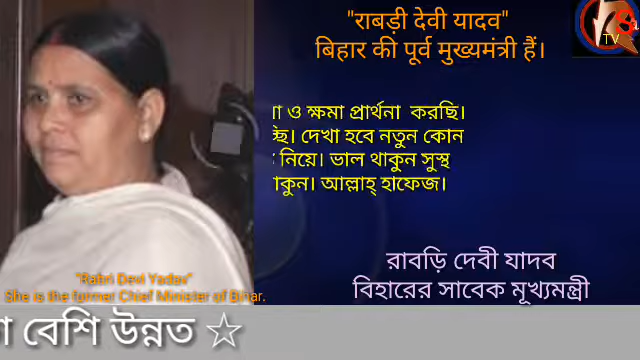 "राबड़ी देवी यादव"
बिहार की पूर्व मुख्यमंत्री हैं।
TV
ও ক্ষমা প্রার্থনা করছি।
দেখা হবে নতুন কোন
নিয়ে। ভাল থাকুন সুস্থ
আল্লাহ্ হাফেজ।
রাবড়ি দেবী যাদব
বিহারের সাবেক মূখ্যমন্ত্রী
"Rabri Devi Yadav"
She is the former Chief Minister of Bihar.
বেশি উন্নত ☆